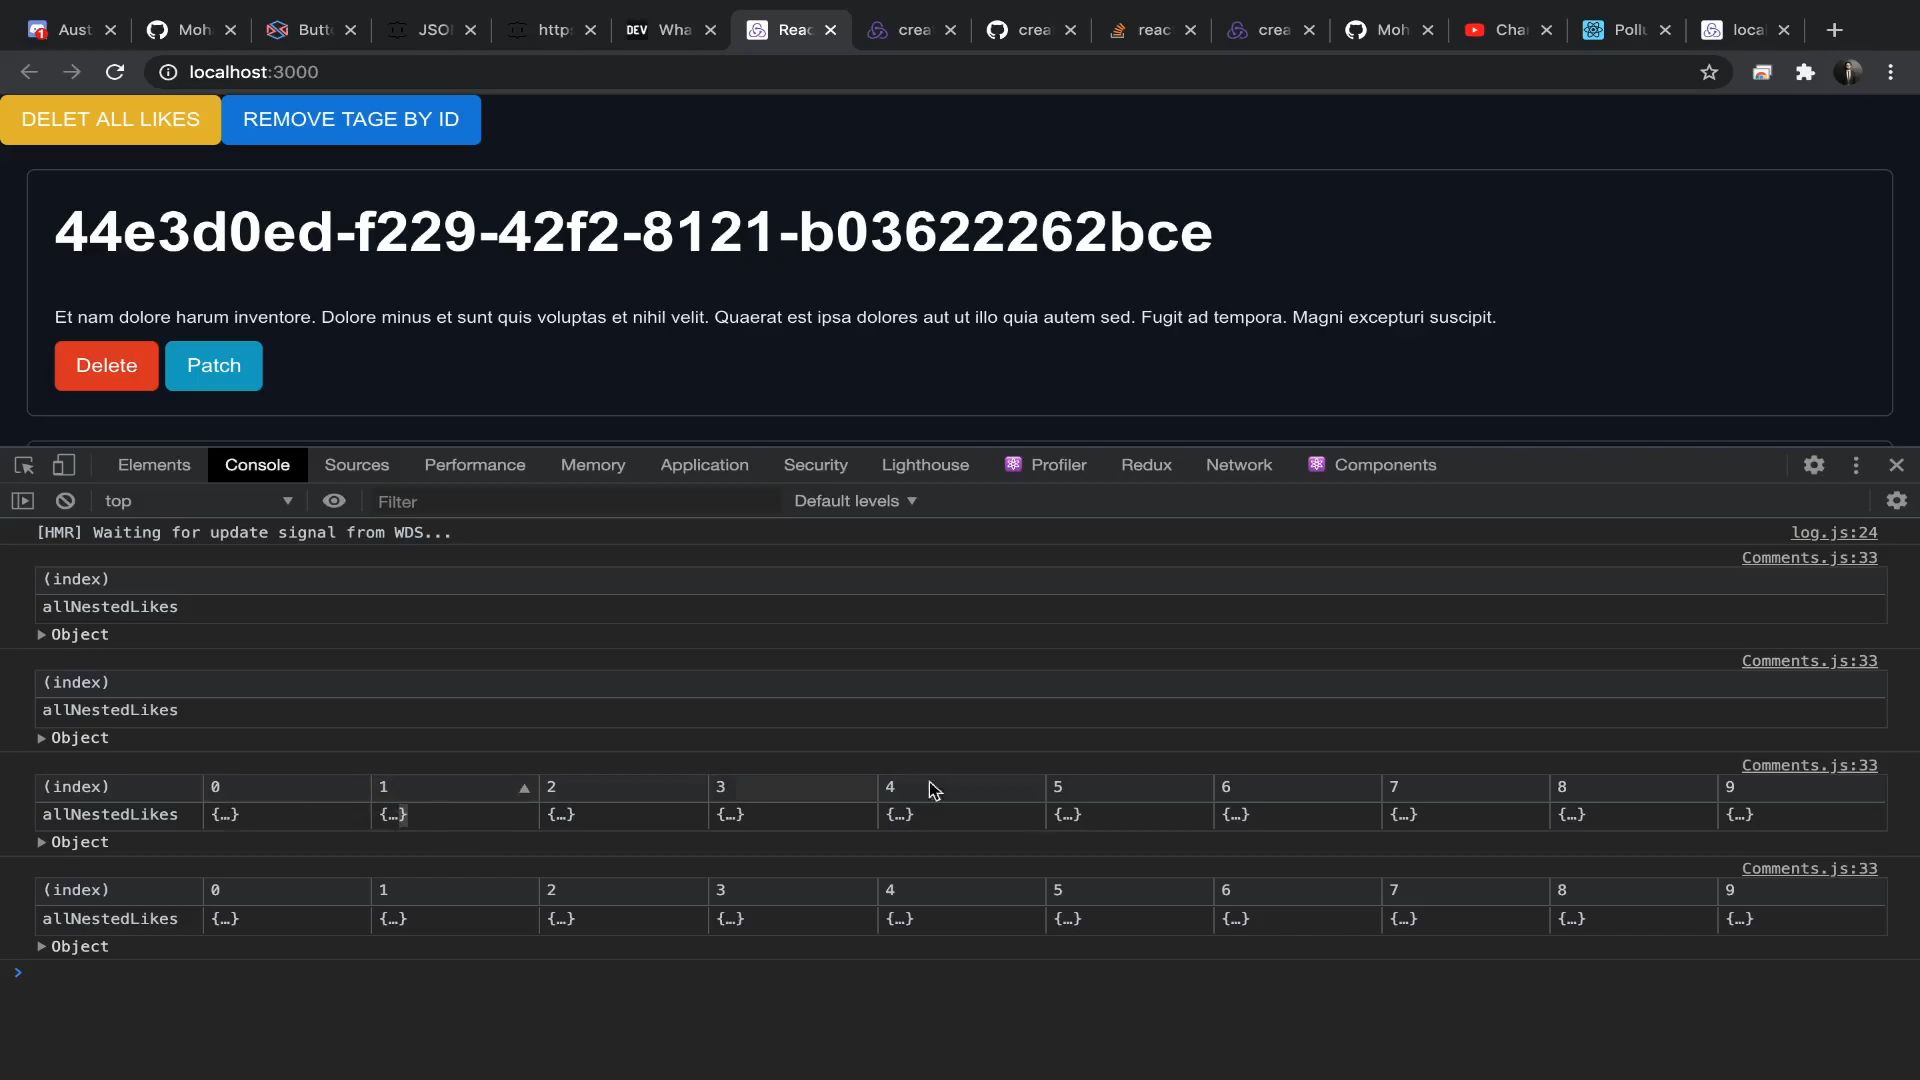 Aust Moh Butt JSO http DEV Wha Reac crea crea reac crea Moh Cha Pollu loca
localhost:3000
DELET ALL LIKES REMOVE TAGE BY ID
44e3d0ed-f229-42f2-8121-b03622262bce
Et nam dolore harum inventore. Dolore minus et sunt quis voluptas et nihil velit. Quaerat est ipsa dolores aut ut illo quia autem sed. Fugit ad tempora. Magni excepturi suscipit.
Delete Patch
Elements Console Sources Performance Memory Application Security Lighthouse Profiler Redux Network Components
top Filter Default levels
[HMR] Waiting for update signal from WDS... log.js:24
Comments.js:33
(index)
allNestedLikes
Object
Comments.js:33
(index)
allNestedLikes
Object
Comments.js:33
(index) 0 1 2 3 4 5 6 7 8 9
allNestedLikes {…} {…} {…} {…} {…} {…} {…} {…} {…} {…}
Object
Comments.js:33
(index) 0 1 2 3 4 5 6 7 8 9
allNestedLikes {…} {…} {…} {…} {…} {…} {…} {…} {…} {…}
Object